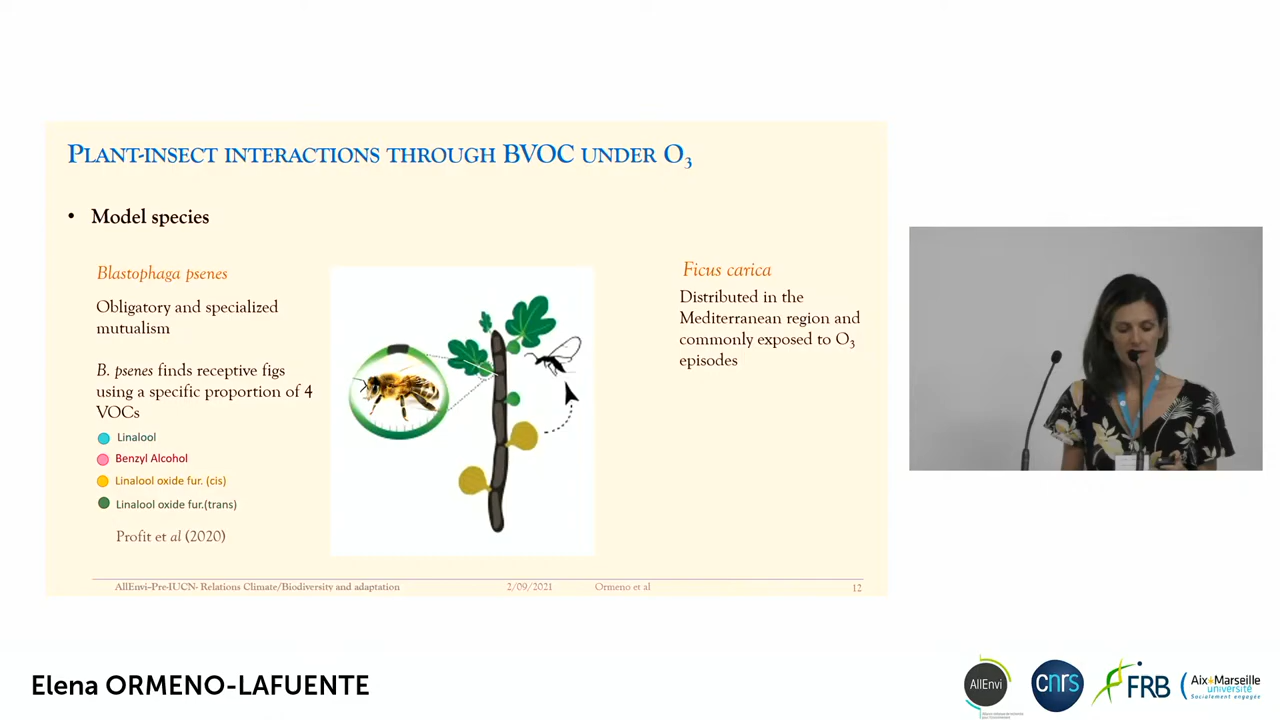 PLANT-INSECT INTERACTIONS THROUGH BVOC UNDER O3
• Model species
Blastophaga psenes
Obligatory and specialized
mutualism
B. psenes finds receptive figs
using a specific proportion of 4
VOCs
Linalool
Benzyl Alcohol
Linalool oxide fur. (cis)
Linalool oxide fur.(trans)
Profit et al (2020)
Ficus carica
Distributed in the
Mediterranean region and
commonly exposed to O3
episodes
AllEnvi-Pre-IUCN- Relations Climate/Biodiversity and adaptation 2/09/2021 Ormeno et al 12
Elena ORMENO-LAFUENTE
AllEnvi
cnrs
FRB
Aix+Marseille
université
Socialement engagée